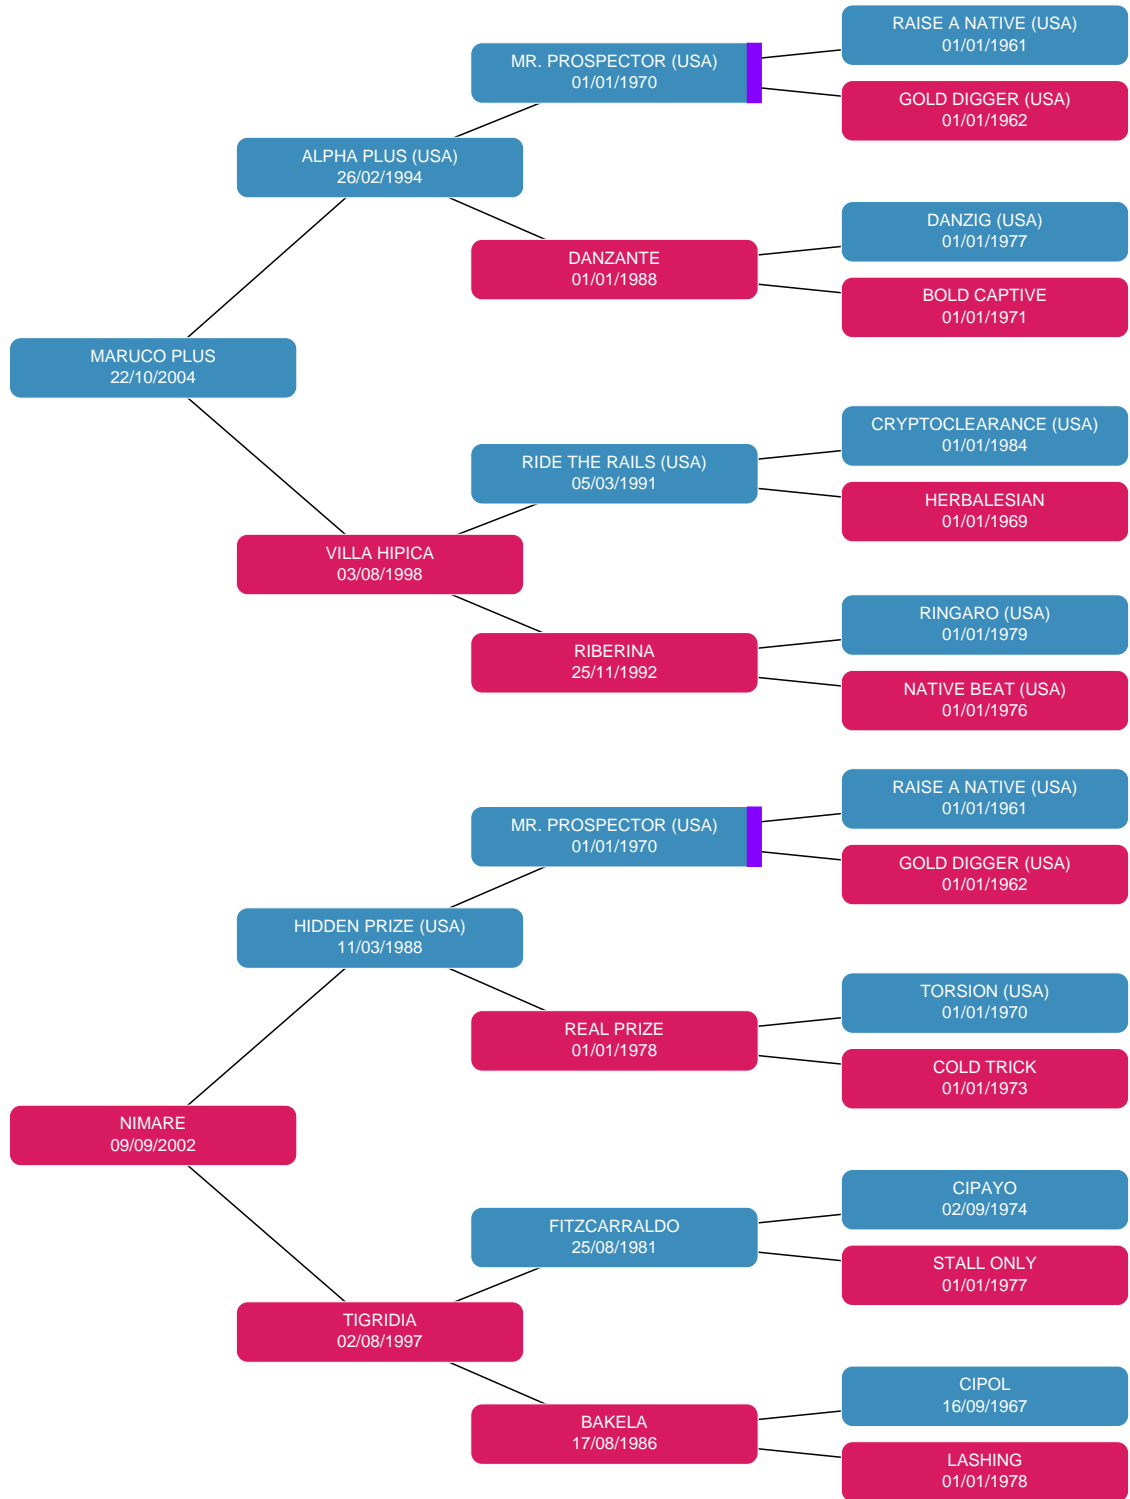 RAISE A NATIVE (USA)
01/01/1961
MR. PROSPECTOR (USA)
01/01/1970
GOLD DIGGER (USA)
01/01/1962
ALPHA PLUS (USA)
26/02/1994
DANZIG (USA)
01/01/1977
DANZANTE
01/01/1988
BOLD CAPTIVE
01/01/1971
MARUCO PLUS
22/10/2004
CRYPTOCLEARANCE (USA)
01/01/1984
RIDE THE RAILS (USA)
05/03/1991
HERBALESIAN
01/01/1969
VILLA HIPICA
03/08/1998
RINGARO (USA)
01/01/1979
RIBERINA
25/11/1992
NATIVE BEAT (USA)
01/01/1976
RAISE A NATIVE (USA)
01/01/1961
MR. PROSPECTOR (USA)
01/01/1970
GOLD DIGGER (USA)
01/01/1962
HIDDEN PRIZE (USA)
11/03/1988
TORSION (USA)
01/01/1970
REAL PRIZE
01/01/1978
COLD TRICK
01/01/1973
NIMARE
09/09/2002
CIPAYO
02/09/1974
FITZCARRALDO
25/08/1981
STALL ONLY
01/01/1977
TIGRIDIA
02/08/1997
CIPOL
16/09/1967
BAKELA
17/08/1986
LASHING
01/01/1978